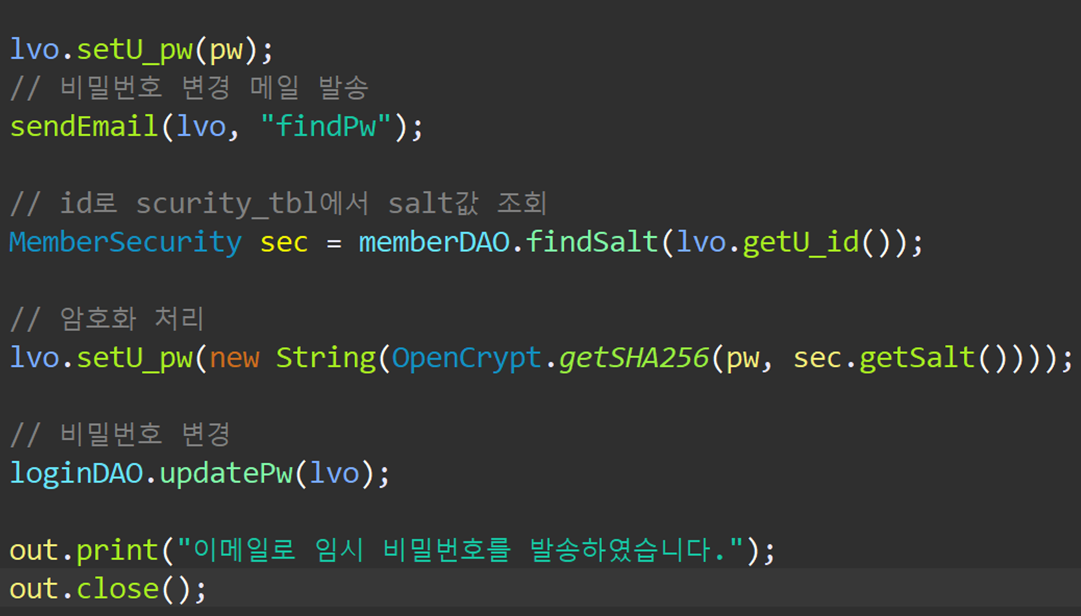 lvo.setU_pw(pw);
// 비밀번호 변경 메일 발송
sendEmail(lvo, "findPw");
// id로 scurity_tbl에서 salt값 조회
MemberSecurity sec = memberDAO.findSalt(lvo.getU_id());
// 암호화 처리
lvo.setU_pw(new String(OpenCrypt.getSHA256(pw, sec.getSalt())));
// 비밀번호 변경
loginDAO.updatePw(lvo);
out.print("이메일로 임시 비밀번호를 발송하였습니다.");
out.close();